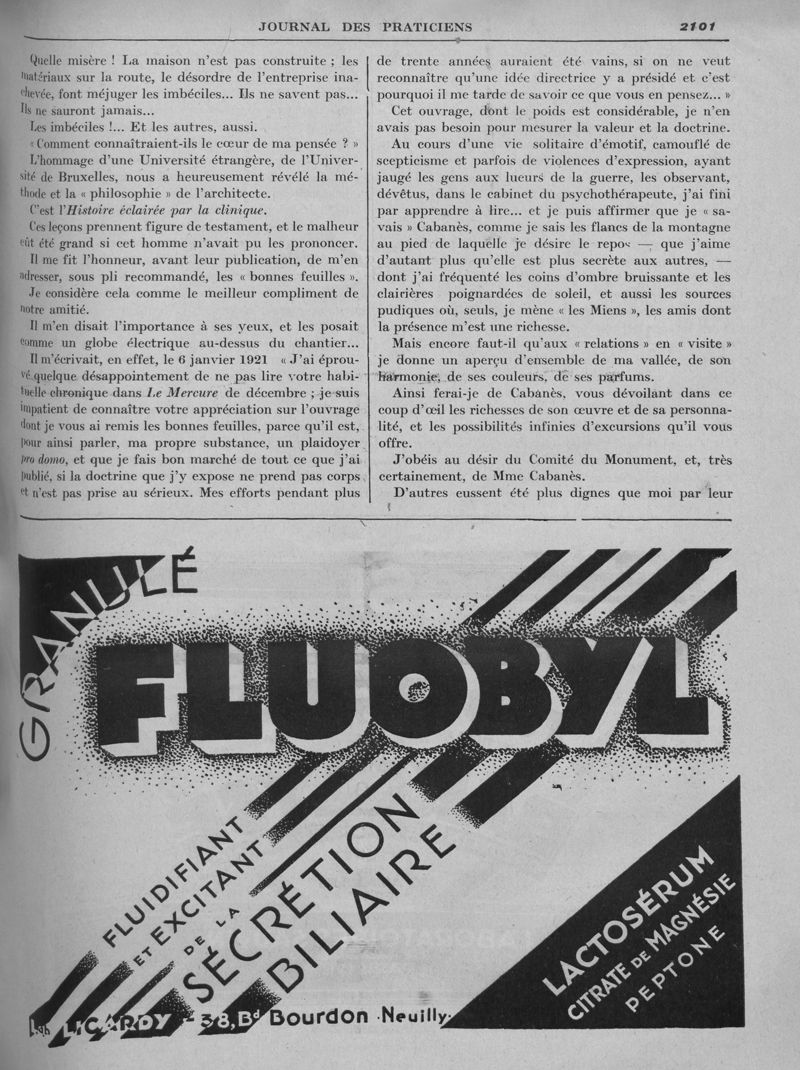 JOURNAL DES PRATICIENS 2101
Quelle misère ! La maison n'est pas construite ; les
matériaux sur la route, le désordre de l'entreprise ina-
chevée, font méjuger les imbéciles... Ils ne savent pas...
Ils ne sauront jamais...
Les imbéciles !... Et les autres, aussi.
« Comment connaîtraient-ils le cœur de ma pensée ? »
L'hommage d'une Université étrangère, de l'Univer-
sité de Bruxelles, nous a heureusement révélé la mé-
thode et la « philosophie » de l'architecte.
C'est l'Histoire éclairée par la clinique.
Ces leçons prennent figure de testament, et le malheur
eût été grand si cet homme n'avait pu les prononcer.
Il me fit l'honneur, avant leur publication, de m'en
adresser, sous pli recommandé, les « bonnes feuilles ».
Je considère cela comme le meilleur compliment de
notre amitié.
Il m'en disait l'importance à ses yeux, et les posait
comme un globe électrique au-dessus du chantier...
Il m'écrivait, en effet, le 6 janvier 1921 « J'ai éprou-
vé quelque désappointement de ne pas lire votre habi-
tuelle chronique dans Le Mercure de décembre ; je suis
impatient de connaître votre appréciation sur l'ouvrage
dont je vous ai remis les bonnes feuilles, parce qu'il est,
pour ainsi parler, ma propre substance, un plaidoyer
pro domo, et que je fais bon marché de tout ce que j'ai
publié, si la doctrine que j'y expose ne prend pas corps
et n'est pas prise au sérieux. Mes efforts pendant plus
de trente années auraient été vains, si on ne veut
reconnaître qu'une idée directrice y a présidé et c'est
pourquoi il me tarde de savoir ce que vous en pensez... »
Cet ouvrage, dont le poids est considérable, je n'en
avais pas besoin pour mesurer la valeur et la doctrine.
Au cours d'une vie solitaire d'émotif, camouflé de
scepticisme et parfois de violences d'expression, ayant
jaugé les gens aux lueurs de la guerre, les observant,
dévêtus, dans le cabinet du psychothérapeute, j'ai fini
par apprendre à lire... et je puis affirmer que je « sa-
vais » Cabanès, comme je sais les flancs de la montagne
au pied de laquelle je désire le repos — que j'aime
d'autant plus qu'elle est plus secrète aux autres, —
dont j'ai fréquenté les coins d'ombre bruissante et les
clairières poignardées de soleil, et aussi les sources
pudiques où, seuls, je mène « les Miens », les amis dont
la présence m'est une richesse.
Mais encore faut-il qu'aux « relations » en « visite »
je donne un aperçu d'ensemble de ma vallée, de son
harmonie, de ses couleurs, de ses parfums.
Ainsi ferai-je de Cabanès, vous dévoilant dans ce
coup d'œil les richesses de son œuvre et de sa personna-
lité, et les possibilités infinies d'excursions qu'il vous
offre.
J'obéis au désir du Comité du Monument, et, très
certainement, de Mme Cabanès.
D'autres eussent été plus dignes que moi par leur
GRANULÉ
FLUOBYL
FLUIDIFIANT
ET EXCITANT
DE LA
SÉCRÉTION
BILIAIRE
LACTOSÉRUM
CITRATE DE MAGNÉSIE
PEPTONE
Lab. LICARDY - 38, Bd Bourdon - Neuilly -